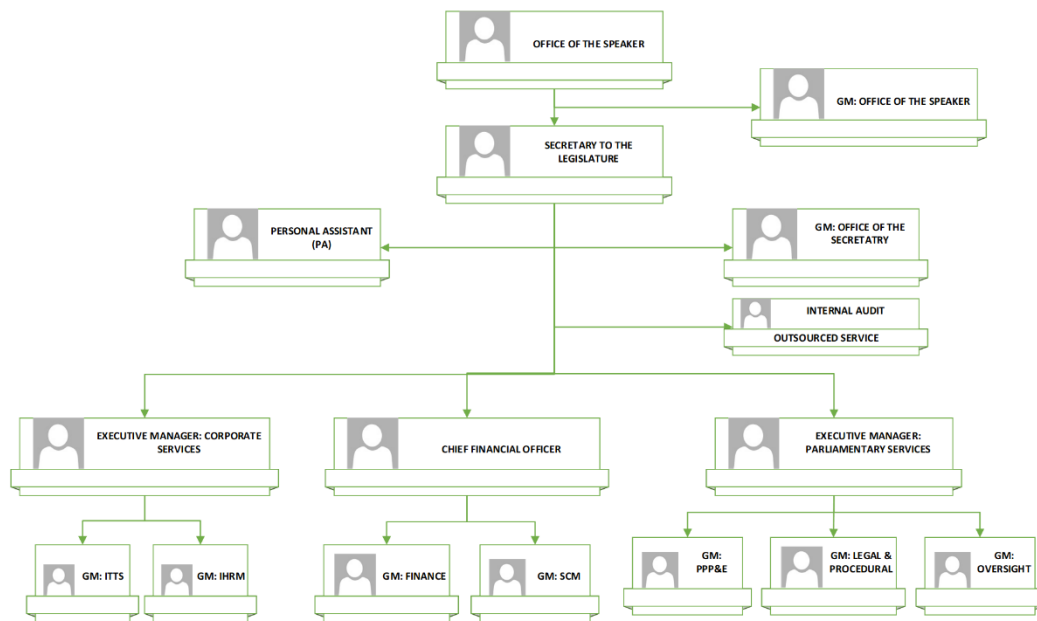 OFFICE OF THE SPEAKER
GM: OFFICE OF THE SPEAKER
SECRETARY TO THE
LEGISLATURE
PERSONAL ASSISTANT
(PA)
GM: OFFICE OF THE
SECRETATRY
INTERNAL AUDIT
OUTSOURCED SERVICE
EXECUTIVE MANAGER: CORPORATE
SERVICES
CHIEF FINANCIAL OFFICER
EXECUTIVE MANAGER:
PARLIAMENTARY SERVICES
GM: ITTS
GM: IHRM
GM: FINANCE
GM: SCM
GM:
PPP&E
GM: LEGAL &
PROCEDURAL
GM:
OVERSIGHT